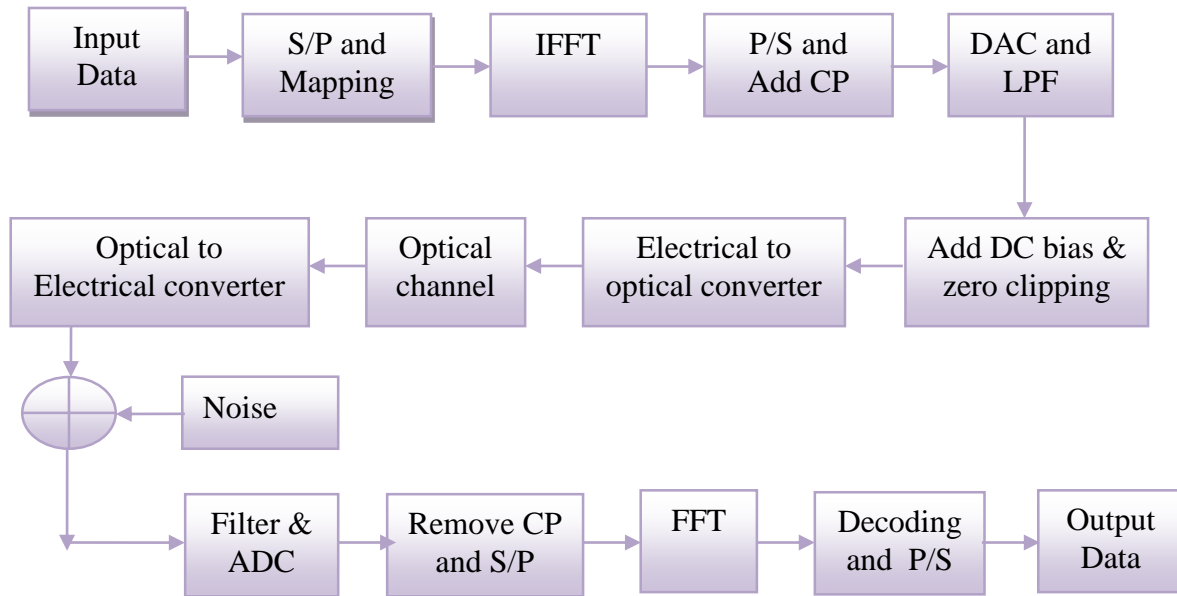 Input
Data
S/P and
Mapping
IFFT
P/S and
Add CP
DAC and
LPF
Optical to
Electrical converter
Optical
channel
Electrical to
optical converter
Add DC bias &
zero clipping
Noise
Filter &
ADC
Remove CP
and S/P
FFT
Decoding
and P/S
Output
Data